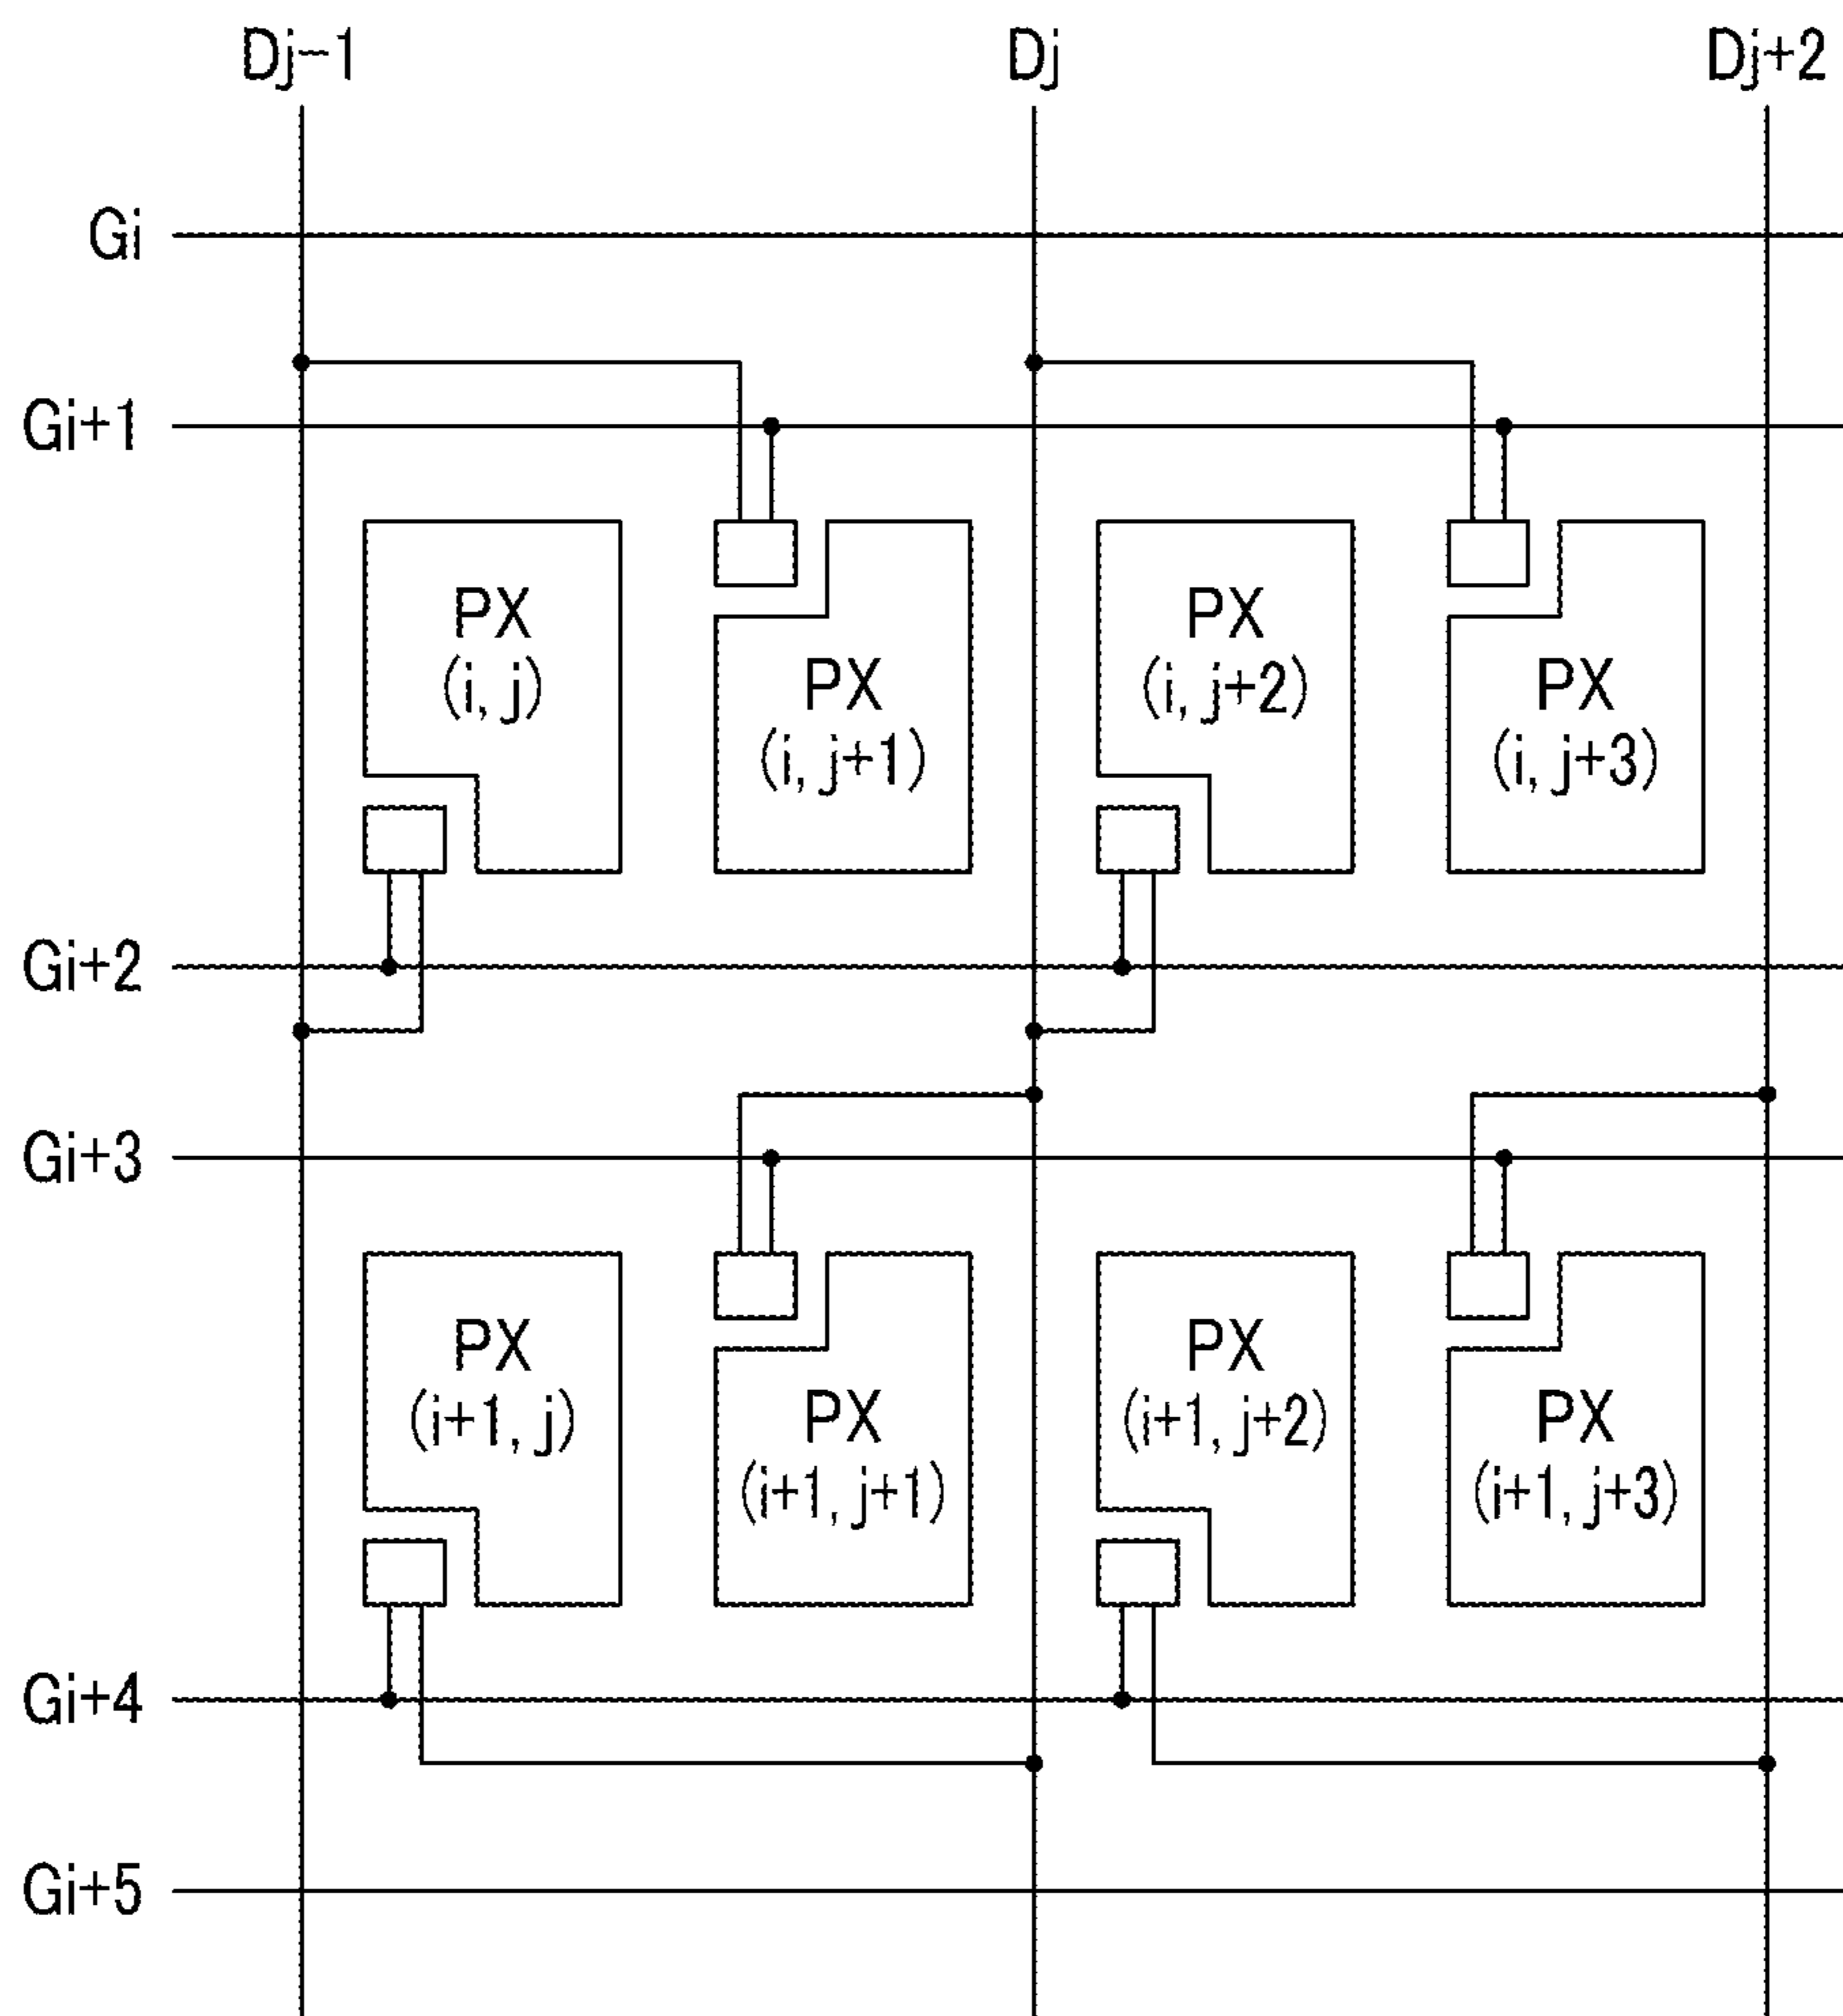 Dj-1 Dj Dj+2
Gi
Gi+1
PX PX
(i, j) PX (i, j+2) PX
(i, j+1) (i, j+3)
Gi+2
Gi+3
PX PX
(i+1, j) PX (i+1, j+2) PX
(i+1, j+1) (i+1, j+3)
Gi+4
Gi+5